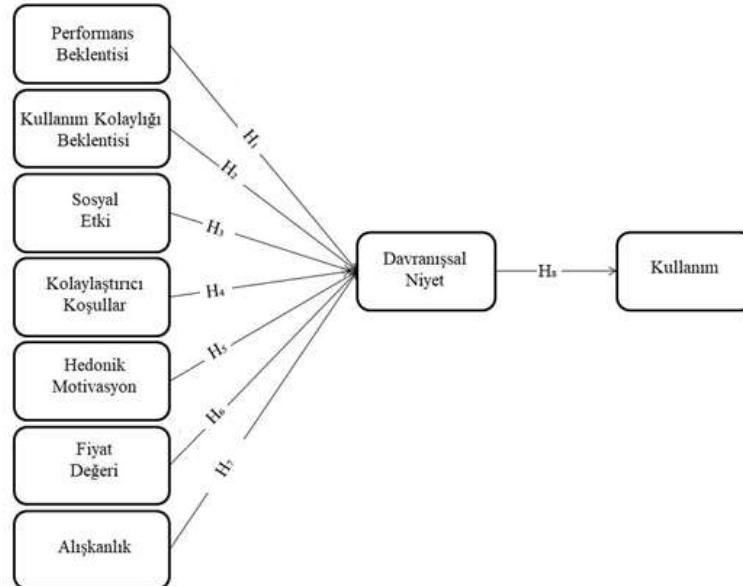 Performans
Beklentisi
Kullanım Kolaylığı
Beklentisi
Sosyal
Etki
Kolaylaştırıcı
Koşullar
Hedonik
Motivasyon
Fiyat
Değeri
Alışkanlık
H₁
H₂
H₃
H₄
H₅
H₆
H₇
Davranışsal
Niyet
H₈
Kullanım